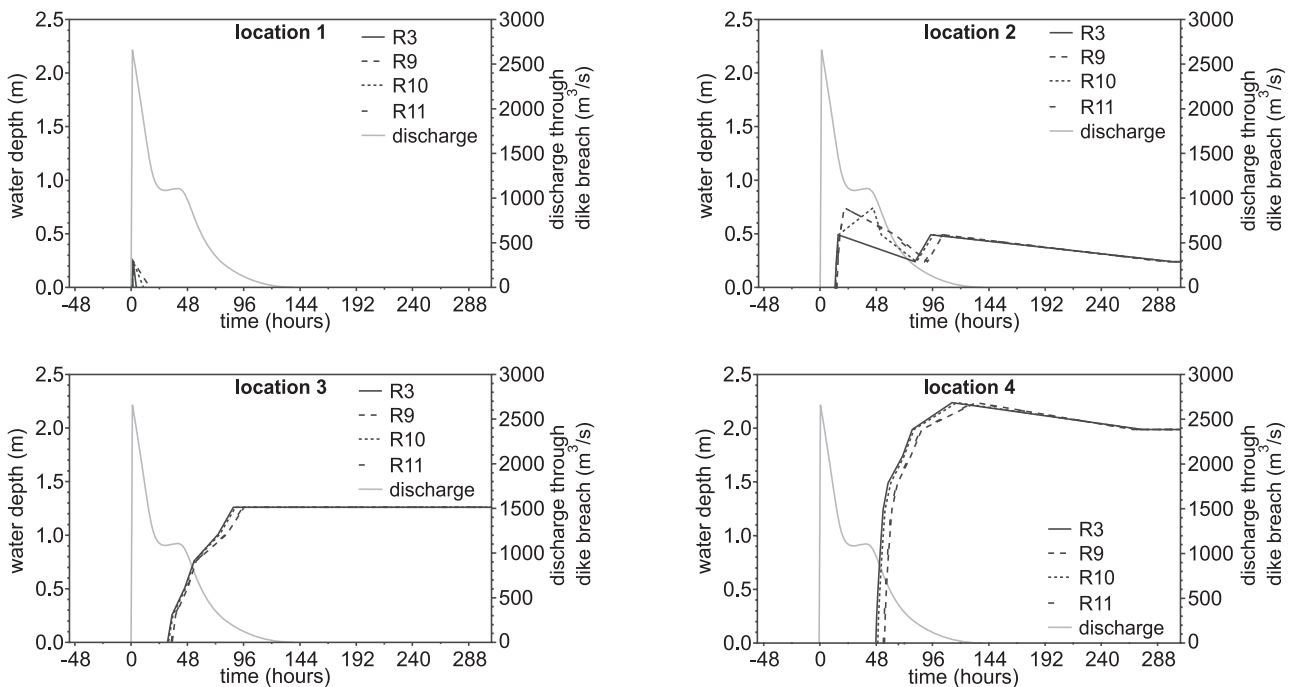 location 1
R3
R9
R10
R11
discharge
2.5
2.0
1.5
1.0
0.5
0.0
water depth (m)
3000
2500
2000
1500
1000
500
0
discharge through
dike breach (m³/s)
-48 0 48 96 144 192 240 288
time (hours)
location 2
R3
R9
R10
R11
discharge
2.5
2.0
1.5
1.0
0.5
0.0
water depth (m)
3000
2500
2000
1500
1000
500
0
discharge through
dike breach (m³/s)
-48 0 48 96 144 192 240 288
time (hours)
location 3
R3
R9
R10
R11
discharge
2.5
2.0
1.5
1.0
0.5
0.0
water depth (m)
3000
2500
2000
1500
1000
500
0
discharge through
dike breach (m³/s)
-48 0 48 96 144 192 240 288
time (hours)
location 4
R3
R9
R10
R11
discharge
2.5
2.0
1.5
1.0
0.5
0.0
water depth (m)
3000
2500
2000
1500
1000
500
0
discharge through
dike breach (m³/s)
-48 0 48 96 144 192 240 288
time (hours)